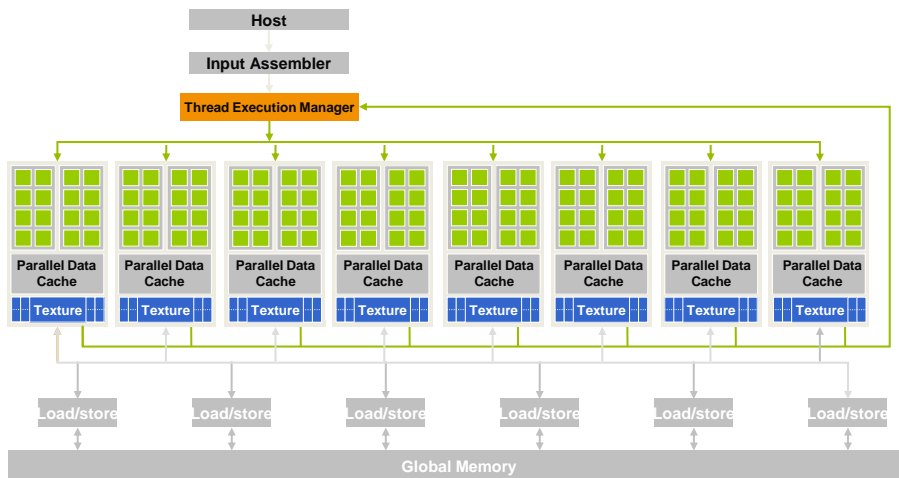 Host
Input Assembler
Thread Execution Manager
Parallel Data
Cache
Texture
Parallel Data
Cache
Texture
Parallel Data
Cache
Texture
Parallel Data
Cache
Texture
Parallel Data
Cache
Texture
Parallel Data
Cache
Texture
Parallel Data
Cache
Texture
Parallel Data
Cache
Texture
Load/store
Load/store
Load/store
Load/store
Load/store
Load/store
Global Memory